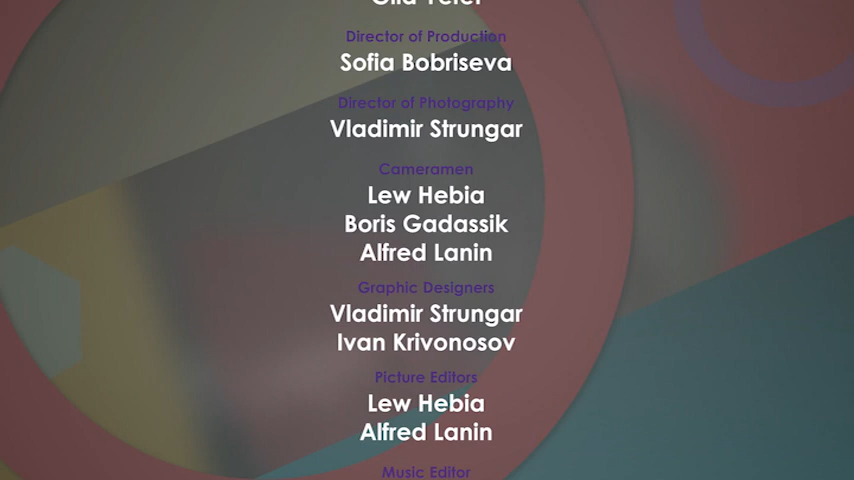 Director of Production
Sofia Bobriseva
Director of Photography
Vladimir Strungar
Cameramen
Lew Hebia
Boris Gadassik
Alfred Lanin
Graphic Designers
Vladimir Strungar
Ivan Krivonosov
Picture Editors
Lew Hebia
Alfred Lanin
Music Editor